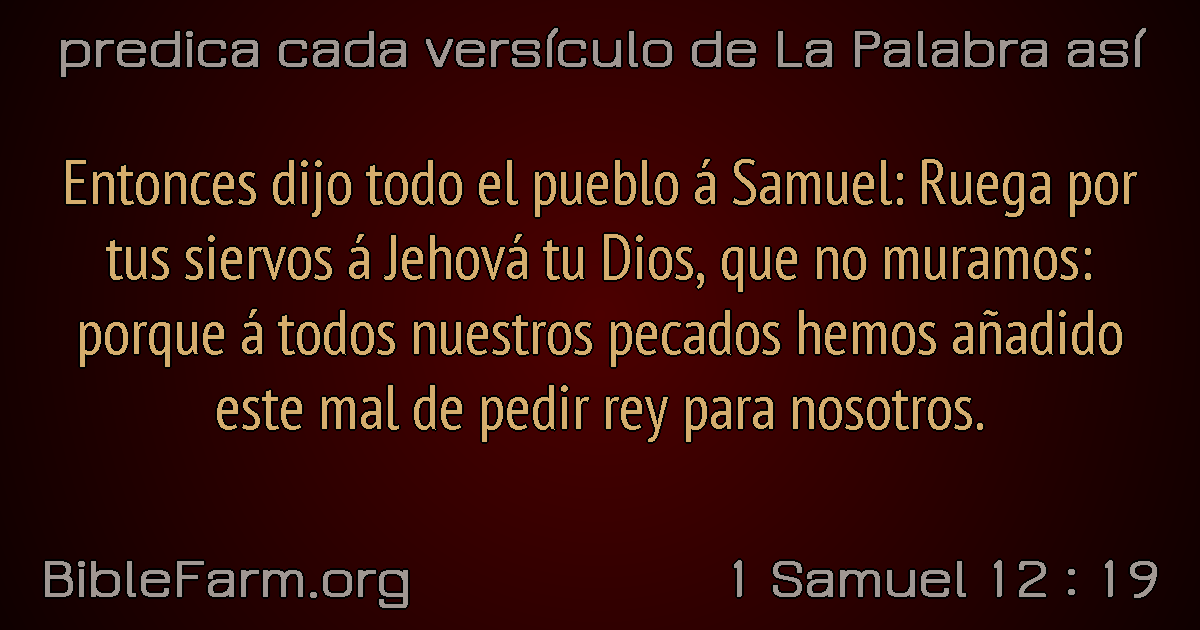 predica cada versículo de La Palabra así
Entonces dijo todo el pueblo á Samuel: Ruega por
tus siervos á Jehová tu Dios, que no muramos:
porque á todos nuestros pecados hemos añadido
este mal de pedir rey para nosotros.
BibleFarm.org
1 Samuel 12 : 19